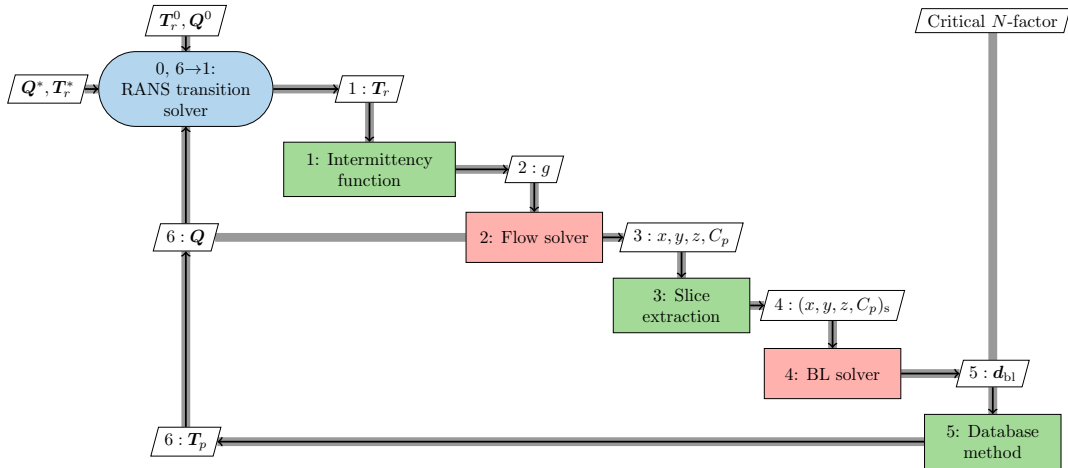 T_r^0, Q^0
Critical N-factor
0, 6→1:
RANS transition
solver
Q*, T_r*
1 : T_r
1: Intermittency
function
2 : g
6 : Q
2: Flow solver
3 : x, y, z, C_p
3: Slice
extraction
4 : (x, y, z, C_p)_s
4: BL solver
5 : d_bl
6 : T_p
5: Database
method